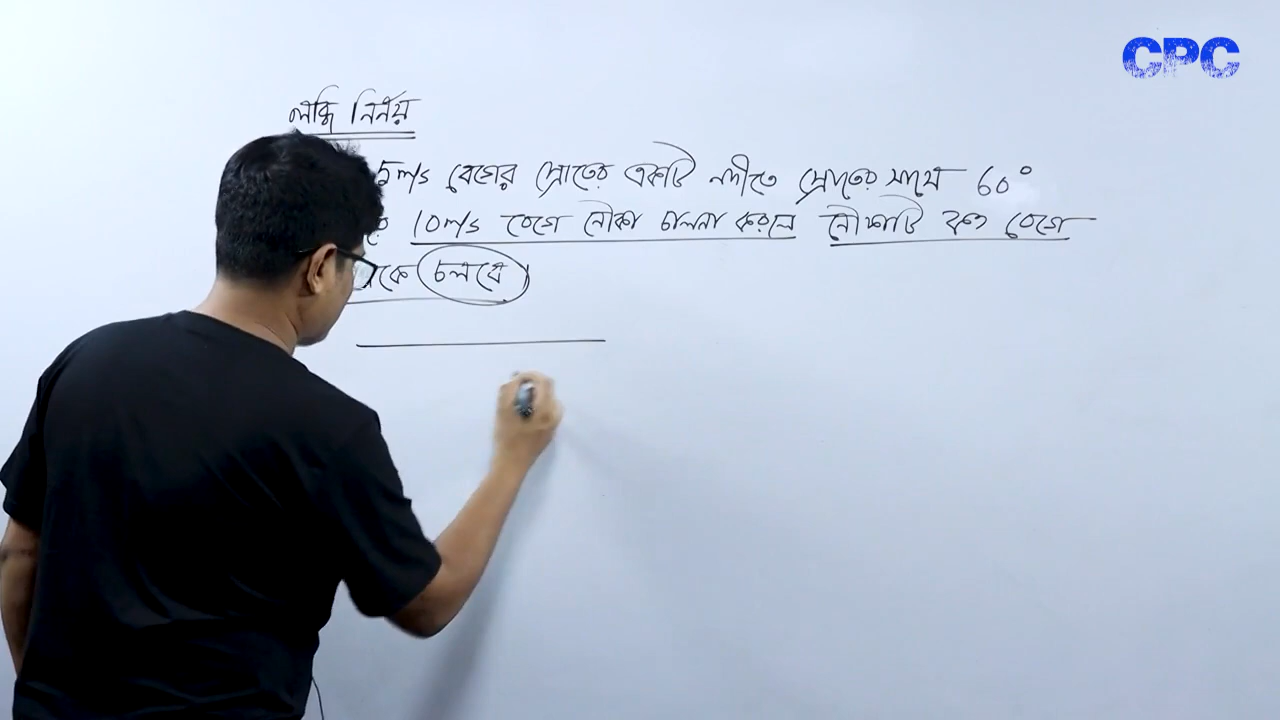 CPC
লব্ধি নির্ণয়
5m/s বেগের স্রোতের একটি নদীতে স্রোতের সাথে 60°
10m/s বেগে নৌকা চালনা করলে নৌকাটি কত বেগে
কে চলবে